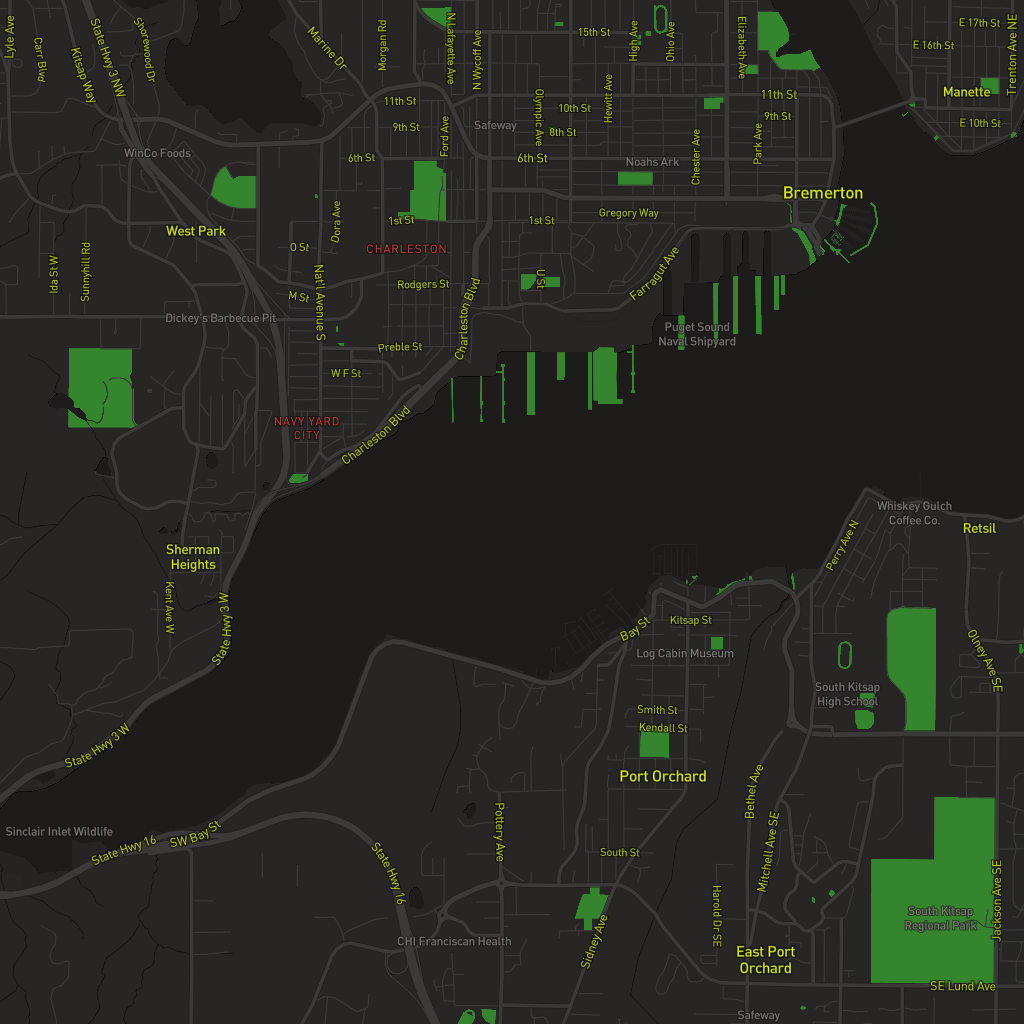 Lyle Ave
Carr Blvd
State Hwy 3 NW
Kitsap Way
Shorewood Dr
Marine Dr
Morgan Rd
N Lafayette Ave
N Wycoff Ave
15th St
High Ave
Ohio Ave
Elizabeth Ave
E 17th St
E 16th St
Trenton Ave NE
Manette
E 10th St
11th St
11th St
9th St
Ford Ave
Safeway
Olympic Ave
10th St
8th St
Hewitt Ave
9th St
Park Ave
Chester Ave
WinCo Foods
6th St
6th St
Noahs Ark
Bremerton
West Park
Dora Ave
1st St
1st St
Gregory Way
CHARLESTON
O St
Ida St W
Sunnyhill Rd
M St
Nat'l Avenue S
Rodgers St
U St
Farragut Ave
Charleston Blvd
Dickey's Barbecue Pit
Preble St
Puget Sound
Naval Shipyard
W F St
NAVY YARD
CITY
Charleston Blvd
Whiskey Gulch
Coffee Co.
Retsil
Perry Ave N
Sherman
Heights
Kent Ave W
State Hwy 3 W
Bay St
Kitsap St
Log Cabin Museum
Olney Ave SE
South Kitsap
High School
Smith St
Kendall St
State Hwy 3 W
Port Orchard
Bethel Ave
Mitchell Ave SE
Sinclair Inlet Wildlife
State Hwy 16
SW Bay St
State Hwy 16
Pottery Ave
South St
Harold Dr SE
Jackson Ave SE
South Kitsap
Regional Park
CHI Franciscan Health
Sidney Ave
East Port
Orchard
SE Lund Ave
Safeway